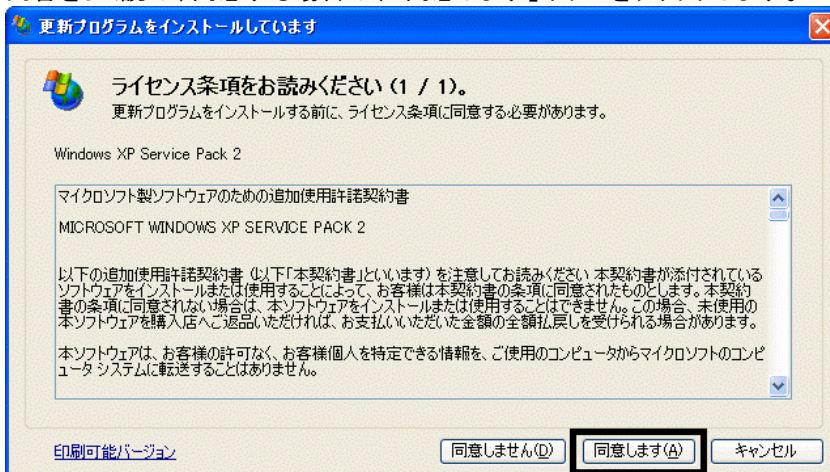 更新プログラムをインストールしています
ライセンス条項をお読みください (1 / 1)。
更新プログラムをインストールする前に、ライセンス条項に同意する必要があります。
Windows XP Service Pack 2
マイクロソフト製ソフトウェアのための追加使用許諾契約書
MICROSOFT WINDOWS XP SERVICE PACK 2
以下の追加使用許諾契約書 (以下「本契約書」といいます) を注意してお読みください 本契約書が添付されている
ソフトウェアをインストールまたは使用することによって、お客様は本契約書の条項に同意されたものとします。本契約
書の条項に同意されない場合は、本ソフトウェアをインストールまたは使用することはできません。この場合、未使用の
本ソフトウェアを購入店へご返品いただければ、お支払いいただいた金額の全額払戻しを受けられる場合があります。
本ソフトウェアは、お客様の許可なく、お客様個人を特定できる情報を、ご使用のコンピュータからマイクロソフトのコンピ
ュータ システムに転送することはありません。
印刷可能バージョン
同意しません(D)
同意します(A)
キャンセル